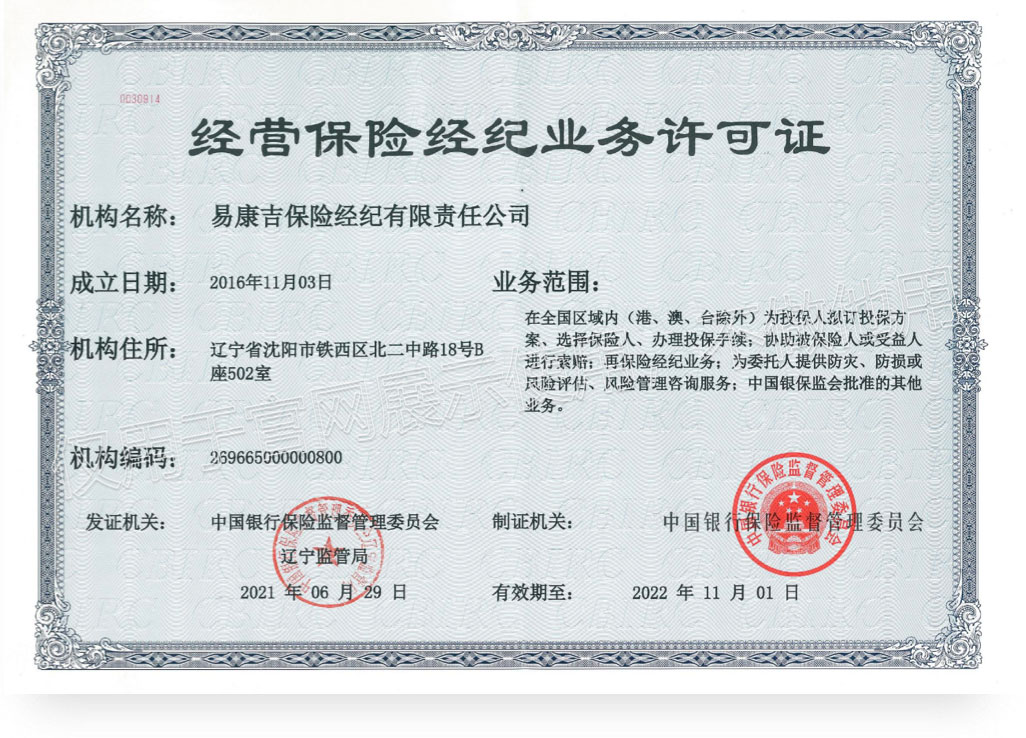 0030914
经营保险经纪业务许可证
机构名称： 易康吉保险经纪有限责任公司
成立日期： 2016年11月03日
机构住所： 辽宁省沈阳市铁西区北二中路18号B
座502室
机构编码： 269665000000800
业务范围：
在全国区域内（港、澳、台除外）为投保人拟订投保方
案、选择保险人、办理投保手续；协助被保险人或受益人
进行索赔；再保险经纪业务；为委托人提供防灾、防损或
风险评估、风险管理咨询服务；中国银保监会批准的其他
业务。
发证机关： 中国银行保险监督管理委员会
辽宁监管局
2021 年 06 月 29 日
制证机关： 中国银行保险监督管理委员会
有效期至： 2022 年 11 月 01 日
中国银行保险监督管理委员会
用于官网展示
CBIRC